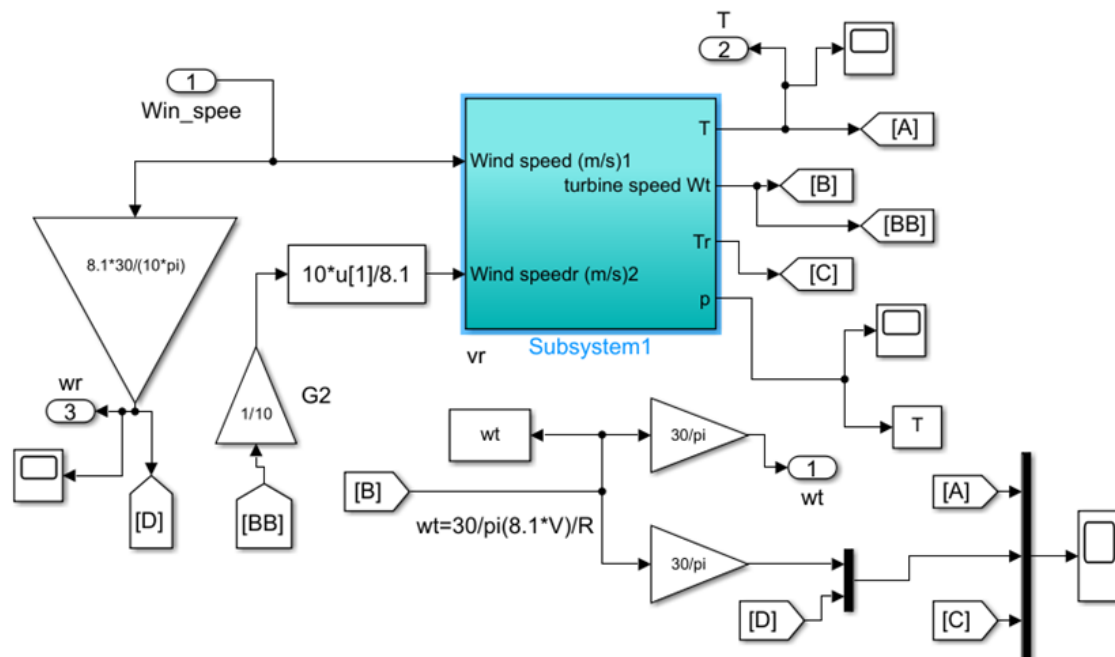 T
2
1
Win_spee
T
[A]
Wind speed (m/s)1
turbine speed Wt
[B]
[BB]
8.1*30/(10*pi)
Tr
10*u[1]/8.1
Wind speedr (m/s)2
[C]
p
vr
Subsystem1
wr
3
G2
1/10
wt
30/pi
T
1
wt
[B]
[A]
[D]
[BB]
wt=30/pi(8.1*V)/R
30/pi
[D]
[C]